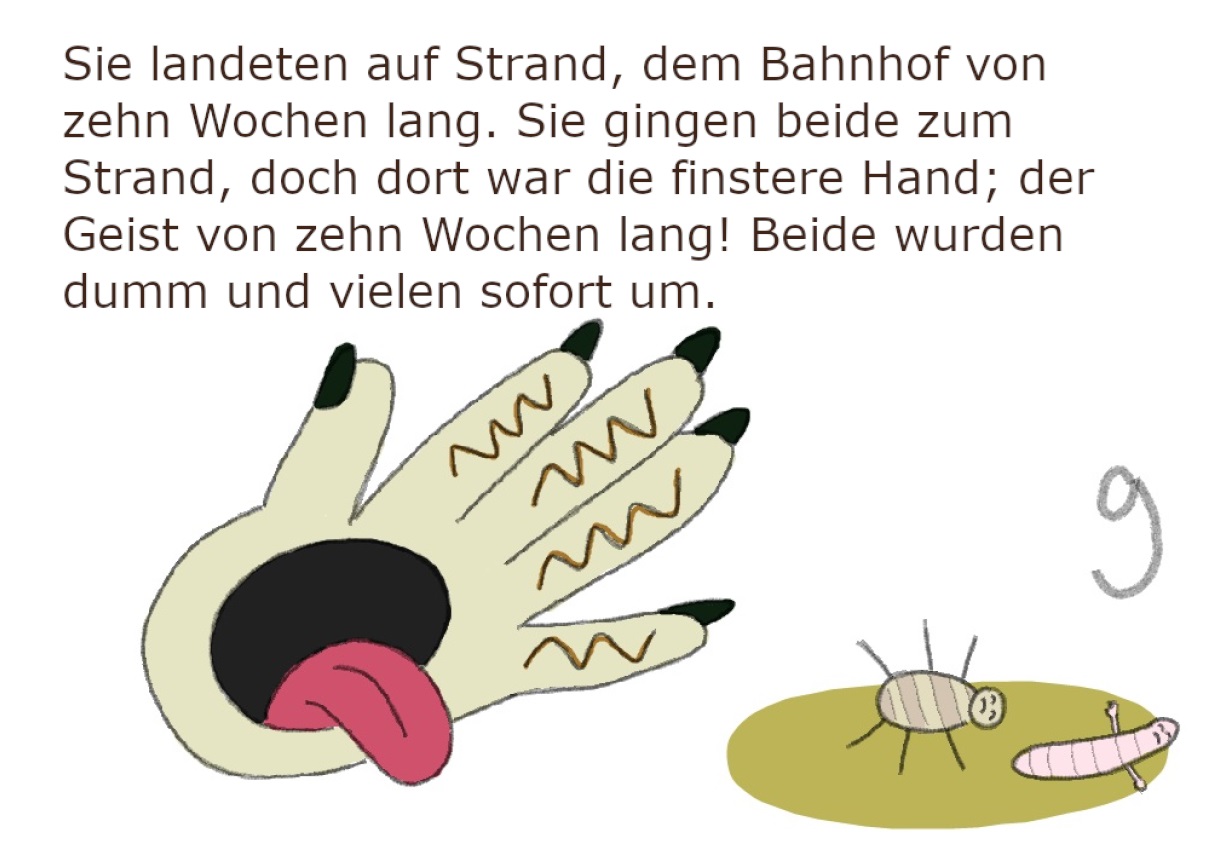 Sie landeten auf Strand, dem Bahnhof von
zehn Wochen lang. Sie gingen beide zum
Strand, doch dort war die finstere Hand; der
Geist von zehn Wochen lang! Beide wurden
dumm und vielen sofort um.
9